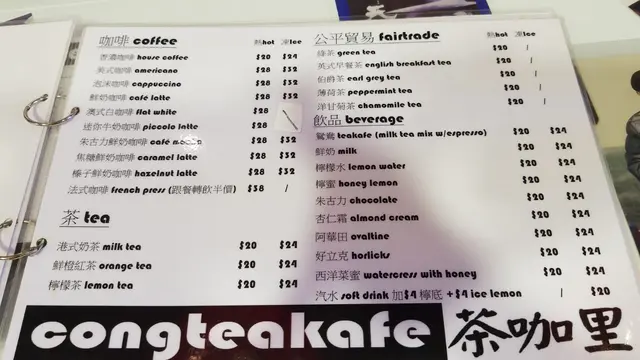 咖啡 coffee 熱hot 凍Ice
香濃咖啡 house coffee $20 $24
美式咖啡 americano $28 $32
泡沫咖啡 cappuccino $28 $32
鮮奶咖啡 cafe latte $28 $32
澳式白咖啡 flat white $28
迷你牛奶咖啡 piccolo latte $28
朱古力鮮奶咖啡 café mocha $28 $32
焦糖鮮奶咖啡 caramel latte $28 $32
榛子鮮奶咖啡 hazelnut latte $28 $32
法式咖啡 french press (跟餐轉飲半價) $38 /
茶 tea
港式奶茶 milk tea $20 $24
鮮橙紅茶 orange tea $20 $24
檸檬茶 lemon tea $20 $24
公平貿易 fairtrade 熱hot 凍Ice
綠茶 green tea $20 /
英式早餐茶 english breakfast tea $20 /
伯爵茶 earl grey tea $20 /
薄荷茶 peppermint tea $20 /
洋甘菊茶 chamomile tea $20 /
飲品 beverage
鴛鴦 teakafe (milk tea mix w/espresso) $20 $24
鮮奶 milk $20 $24
檸檬水 lemon water $20 $24
檸蜜 honey lemon $20 $24
朱古力 chocolate $20 $24
杏仁霜 almond cream $20 $24
阿華田 ovaltine $20 $24
好立克 horlicks $20 $24
西洋菜蜜 watercress with honey $20 $24
汽水 soft drink 加$4 檸底 +$4 ice lemon / $20
congteakafe 茶咖里